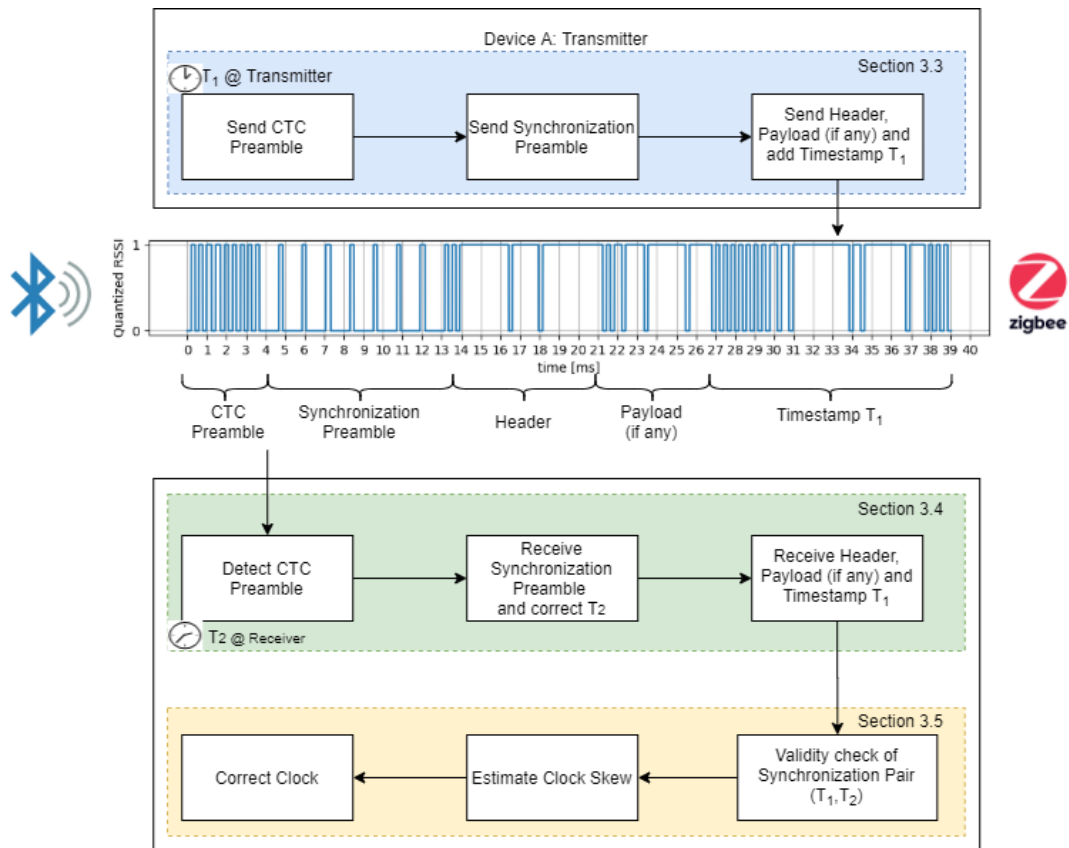 Device A: Transmitter
T1 @ Transmitter
Section 3.3
Send CTC
Preamble
Send Synchronization
Preamble
Send Header,
Payload (if any) and
add Timestamp T1
Quantized RSSI
1
0
0 1 2 3 4 5 6 7 8 9 10 11 12 13 14 15 16 17 18 19 20 21 22 23 24 25 26 27 28 29 30 31 32 33 34 35 36 37 38 39 40
time [ms]
zigbee
CTC
Preamble
Synchronization
Preamble
Header
Payload
(if any)
Timestamp T1
Section 3.4
Detect CTC
Preamble
Receive
Synchronization
Preamble
and correct T2
Receive Header,
Payload (if any) and
Timestamp T1
T2 @ Receiver
Section 3.5
Correct Clock
Estimate Clock Skew
Validity check of
Synchronization Pair
(T1,T2)